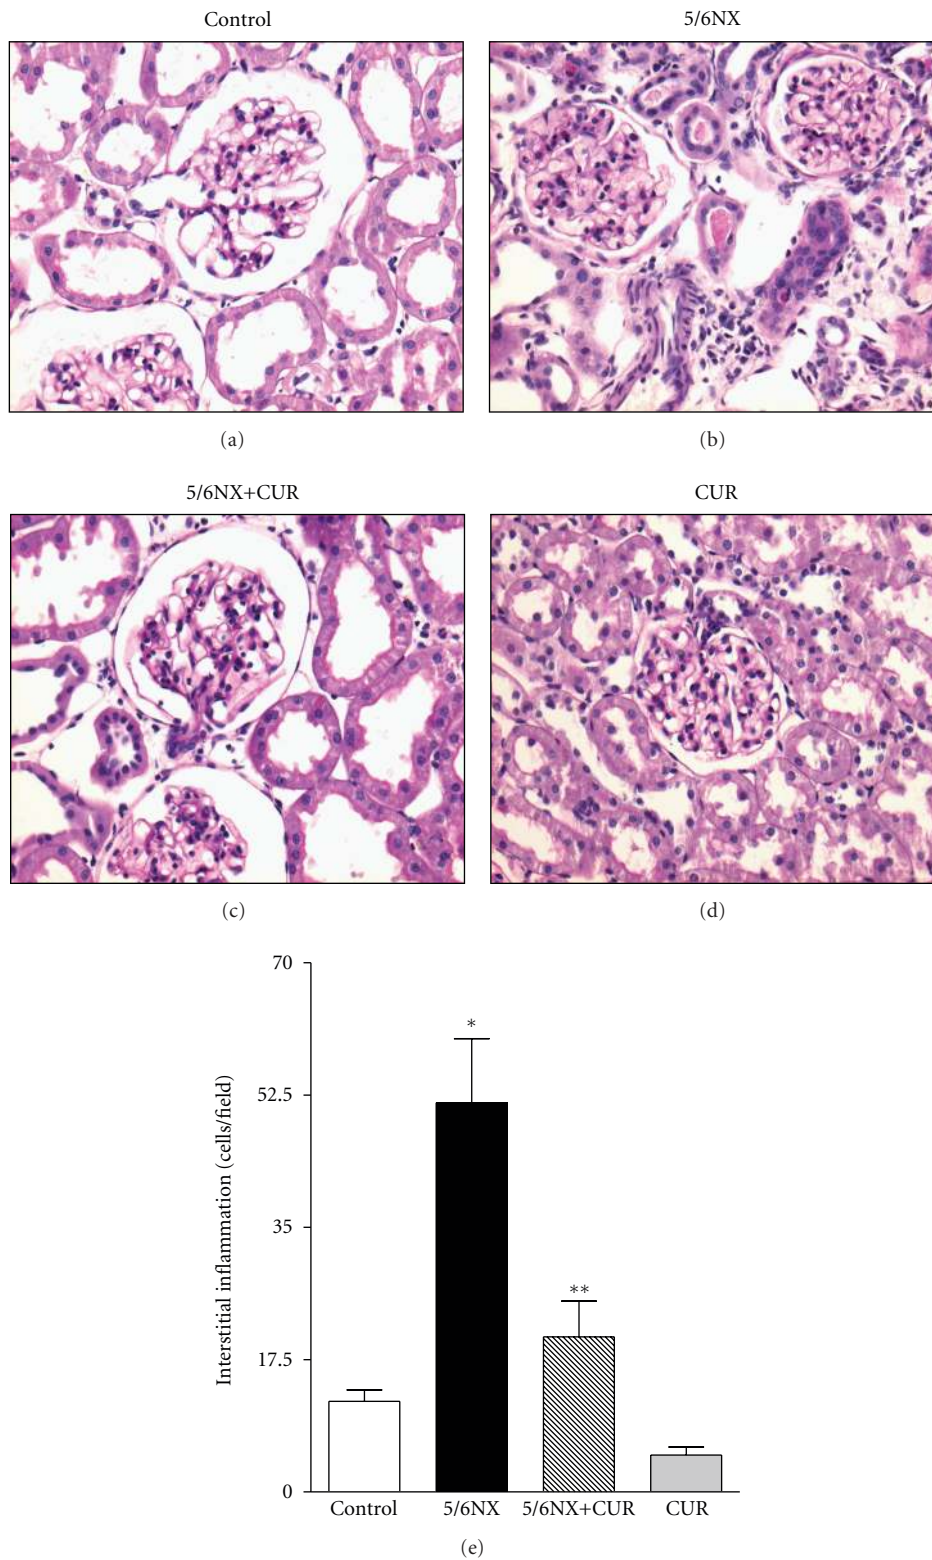 Control
5/6NX
(a)
(b)
5/6NX+CUR
CUR
(c)
(d)
70
52.5
35
17.5
0
Interstitial inflammation (cells/field)
*
**
Control
5/6NX
5/6NX+CUR
CUR
(e)